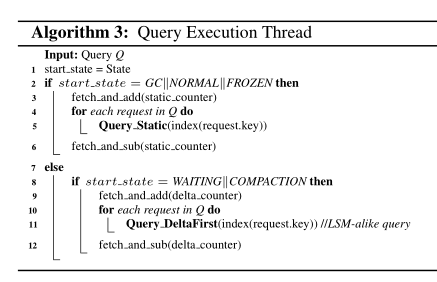 Algorithm 3: Query Execution Thread
Input: Query Q
1 start_state = State
2 if start_state = GC||NORMAL||FROZEN then
3 fetch_and_add(static_counter)
4 for each request in Q do
5 Query_Static(index(request.key))
6 fetch_and_sub(static_counter)
7 else
8 if start_state = WAITING||COMPACTION then
9 fetch_and_add(delta_counter)
10 for each request in Q do
11 Query_DeltaFirst(index(request.key)) //LSM-alike query
12 fetch_and_sub(delta_counter)